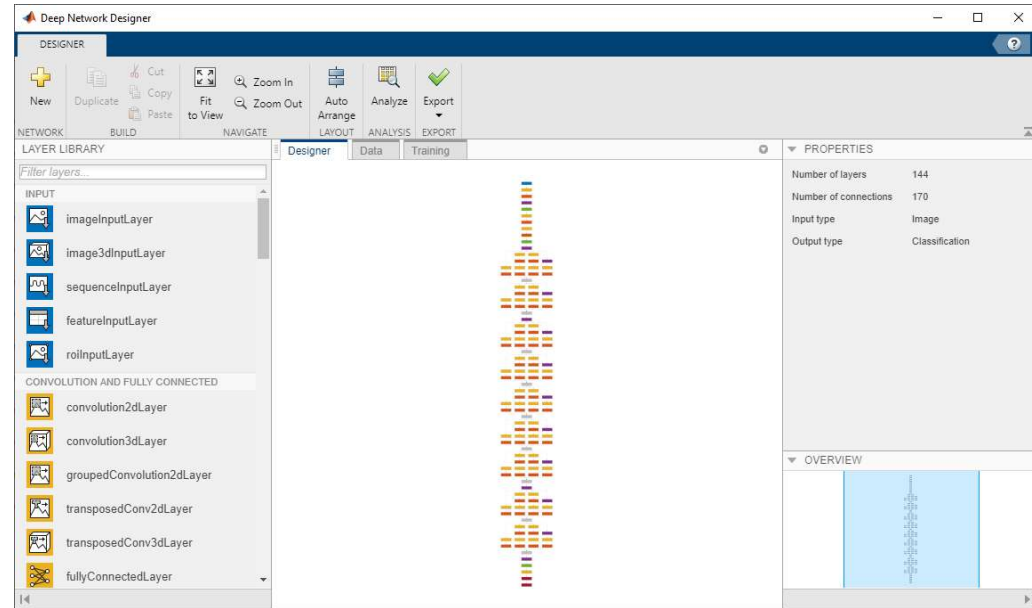 Deep Network Designer
DESIGNER
New
Duplicate
Cut
Copy
Paste
Fit
to View
Zoom In
Zoom Out
Auto
Arrange
Analyze
Export
NETWORK
BUILD
NAVIGATE
LAYOUT
ANALYSIS
EXPORT
LAYER LIBRARY
Filter layers...
INPUT
imageInputLayer
image3dInputLayer
sequenceInputLayer
featureInputLayer
roiInputLayer
CONVOLUTION AND FULLY CONNECTED
convolution2dLayer
convolution3dLayer
groupedConvolution2dLayer
transposedConv2dLayer
transposedConv3dLayer
fullyConnectedLayer
Designer
Data
Training
PROPERTIES
Number of layers 144
Number of connections 170
Input type Image
Output type Classification
OVERVIEW